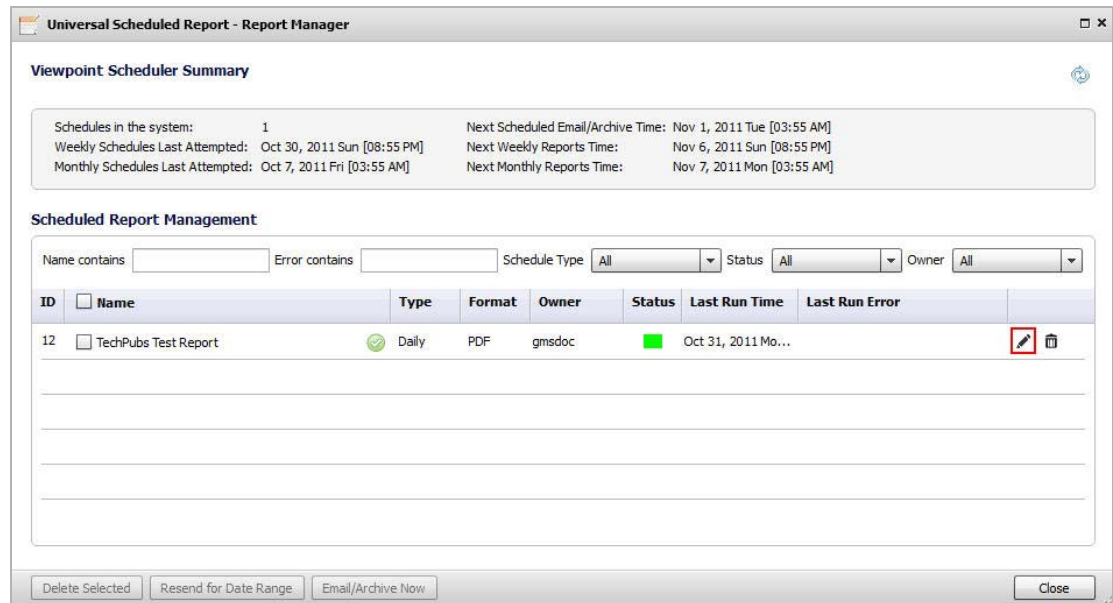 Universal Scheduled Report - Report Manager
Viewpoint Scheduler Summary
Schedules in the system: 1 Next Scheduled Email/Archive Time: Nov 1, 2011 Tue [03:55 AM]
Weekly Schedules Last Attempted: Oct 30, 2011 Sun [08:55 PM] Next Weekly Reports Time: Nov 6, 2011 Sun [08:55 PM]
Monthly Schedules Last Attempted: Oct 7, 2011 Fri [03:55 AM] Next Monthly Reports Time: Nov 7, 2011 Mon [03:55 AM]
Scheduled Report Management
Name contains Error contains Schedule Type All Status All Owner All
ID Name Type Format Owner Status Last Run Time Last Run Error
12 TechPubs Test Report Daily PDF gmsdoc Oct 31, 2011 Mo...
Delete Selected Resend for Date Range Email/Archive Now Close